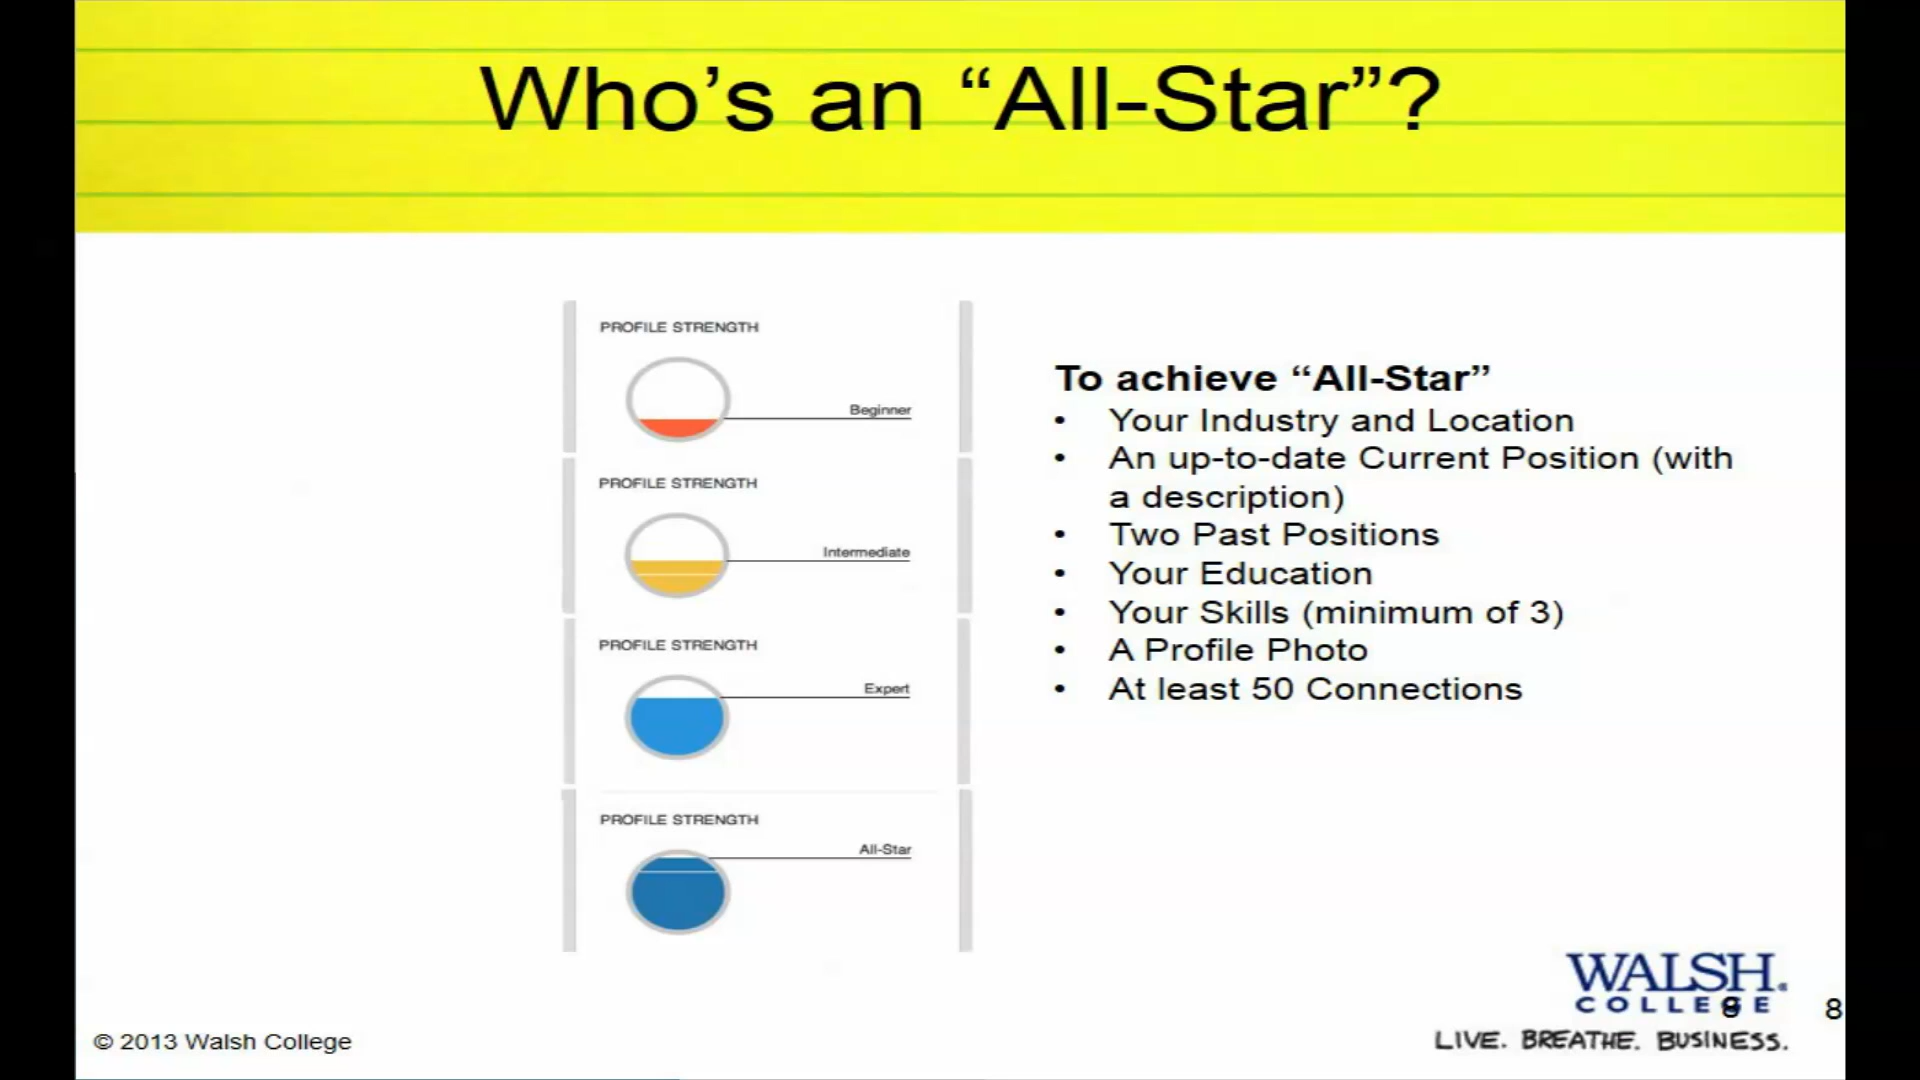 Who’s an “All-Star”?
PROFILE STRENGTH
Beginner
PROFILE STRENGTH
Intermediate
PROFILE STRENGTH
Expert
PROFILE STRENGTH
All-Star
To achieve “All-Star”
• Your Industry and Location
• An up-to-date Current Position (with
a description)
• Two Past Positions
• Your Education
• Your Skills (minimum of 3)
• A Profile Photo
• At least 50 Connections
WALSH
COLLEGE
8
LIVE. BREATHE. BUSINESS.
© 2013 Walsh College